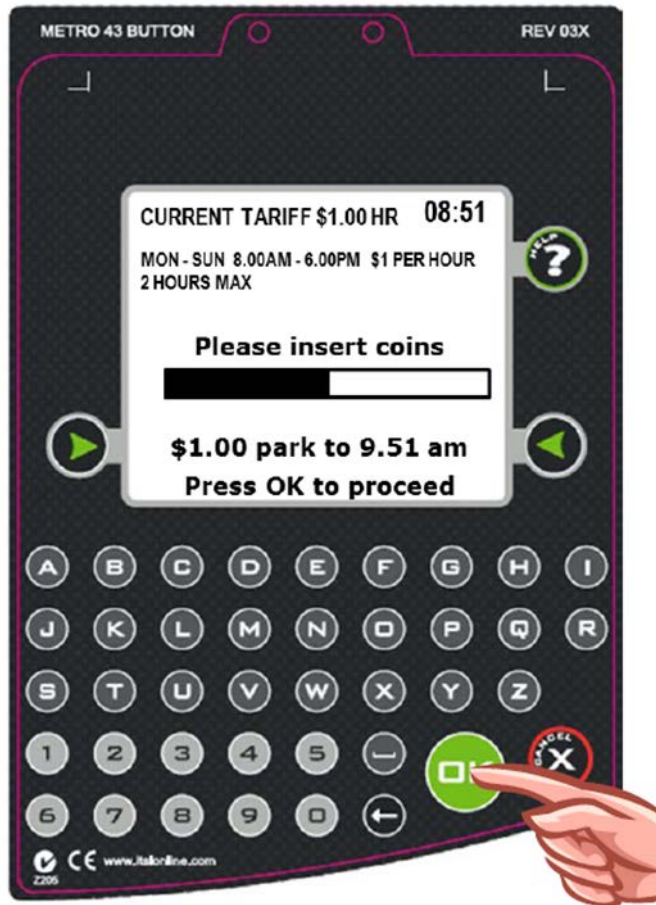 METRO 43 BUTTON REV 03X
CURRENT TARIFF $1.00 HR 08:51
MON - SUN 8.00AM - 6.00PM $1 PER HOUR
2 HOURS MAX
HELP ?
Please insert coins
$1.00 park to 9.51 am
Press OK to proceed
A B C D E F G H I
J K L M N O P Q R
S T U V W X Y Z
1 2 3 4 5 OK CANCEL X
6 7 8 9 0
Z205 CE www.italonline.com